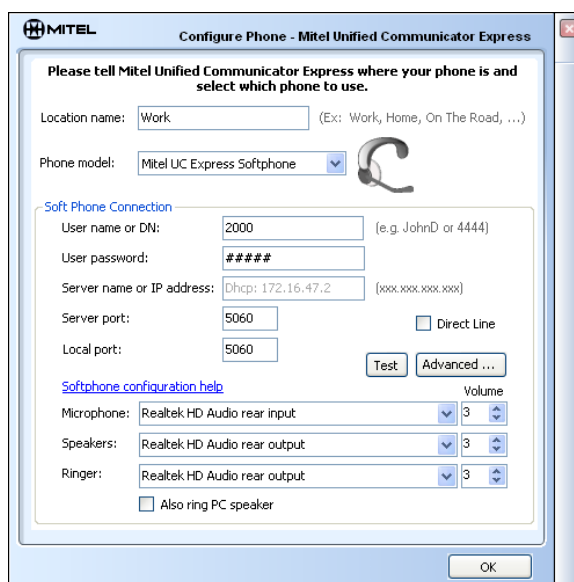 MITEL
Configure Phone - Mitel Unified Communicator Express
Please tell Mitel Unified Communicator Express where your phone is and
select which phone to use.
Location name: Work (Ex: Work, Home, On The Road, ...)
Phone model: Mitel UC Express Softphone
Soft Phone Connection
User name or DN: 2000 (e.g. JohnD or 4444)
User password: #####
Server name or IP address: Dhcp: 172.16.47.2 (xxx.xxx.xxx.xxx)
Server port: 5060 Direct Line
Local port: 5060
Test Advanced ...
Softphone configuration help Volume
Microphone: Realtek HD Audio rear input 3
Speakers: Realtek HD Audio rear output 3
Ringer: Realtek HD Audio rear output 3
Also ring PC speaker
OK